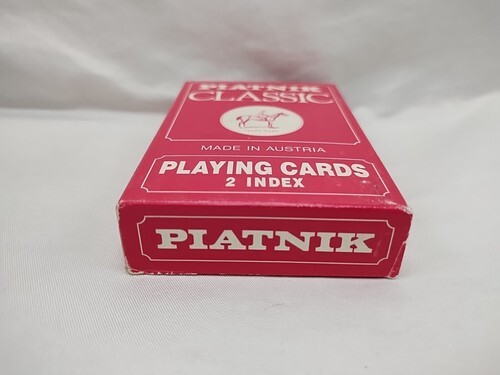 PIATNIK
CLASSIC
MADE IN AUSTRIA
PLAYING CARDS
2 INDEX
PIATNIK